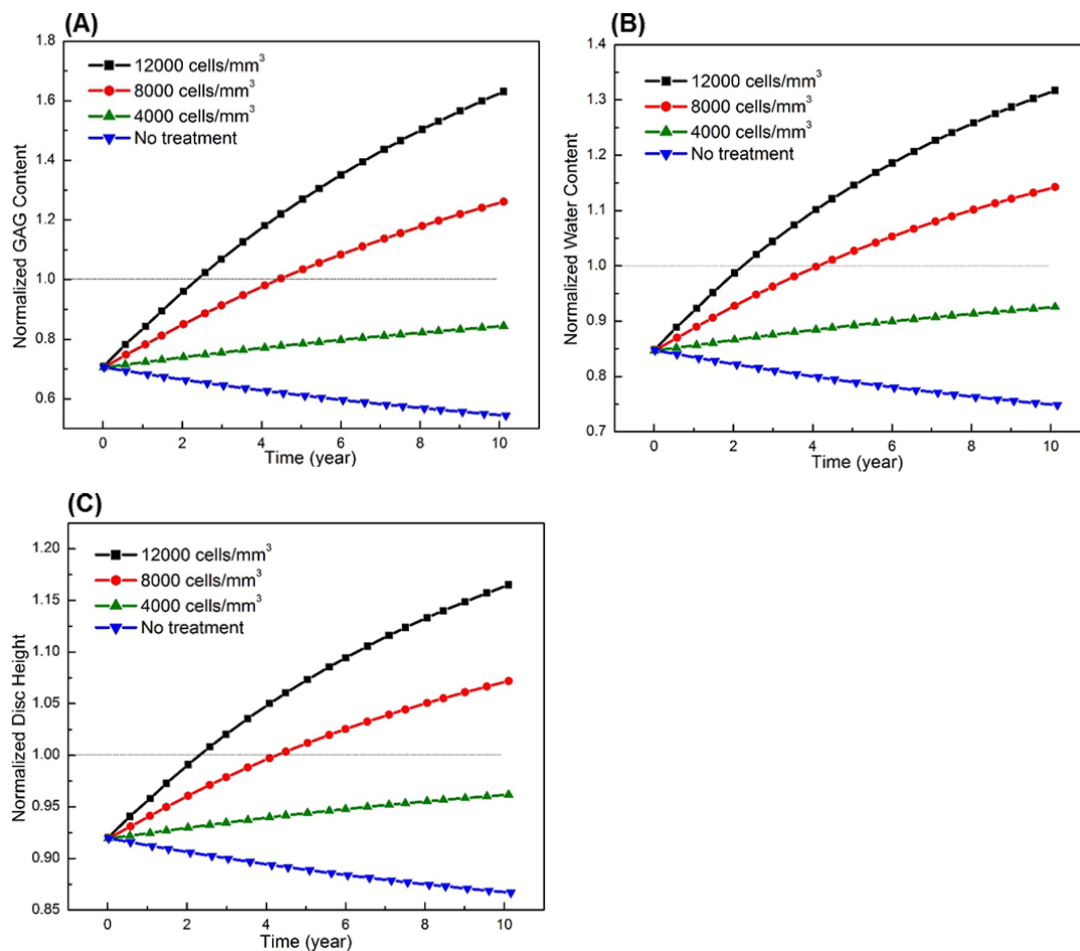 (A)
1.8
1.6
1.4
1.2
1.0
0.8
0.6
Normalized GAG Content
12000 cells/mm³
8000 cells/mm³
4000 cells/mm³
No treatment
0 2 4 6 8 10
Time (year)
(B)
1.4
1.3
1.2
1.1
1.0
0.9
0.8
0.7
Normalized Water Content
12000 cells/mm³
8000 cells/mm³
4000 cells/mm³
No treatment
0 2 4 6 8 10
Time (year)
(C)
1.20
1.15
1.10
1.05
1.00
0.95
0.90
0.85
Normalized Disc Height
12000 cells/mm³
8000 cells/mm³
4000 cells/mm³
No treatment
0 2 4 6 8 10
Time (year)